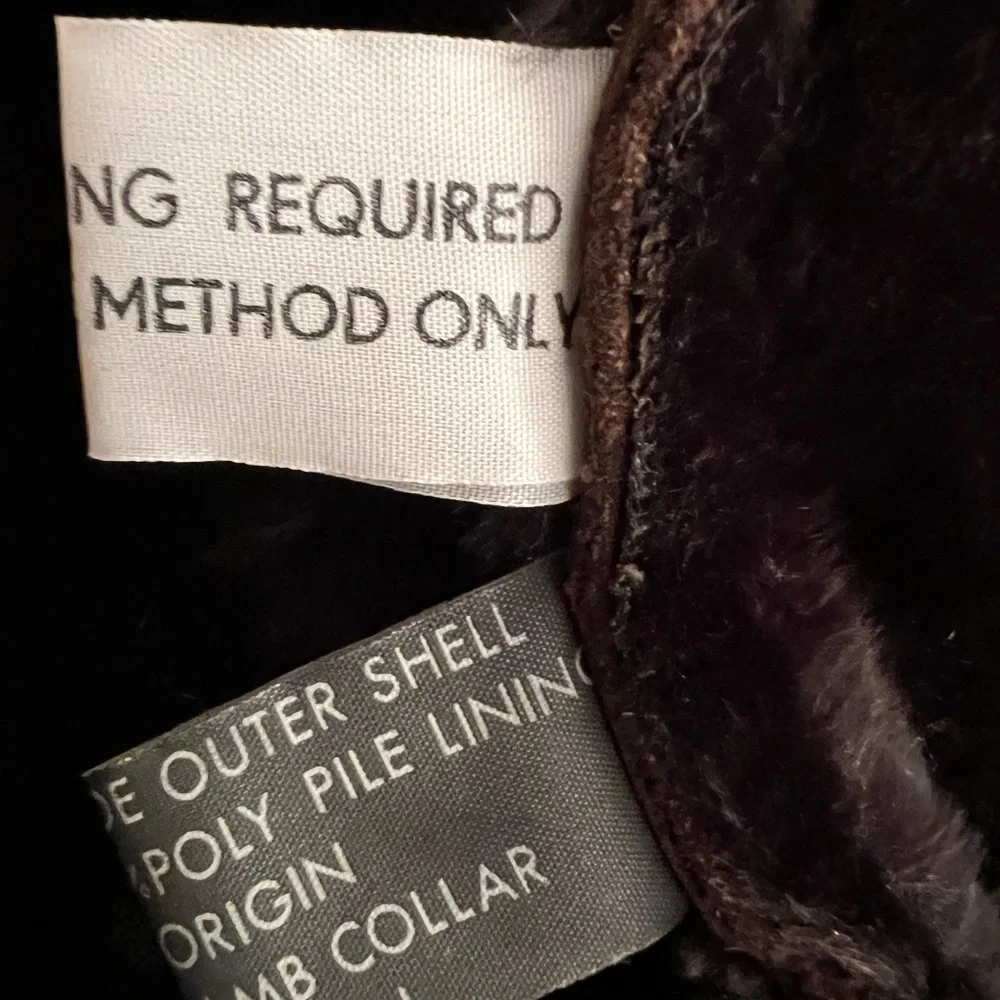 NG REQUIRED
METHOD ONLY
DE OUTER SHELL
%POLY PILE LINING
ORIGIN
MB COLLAR